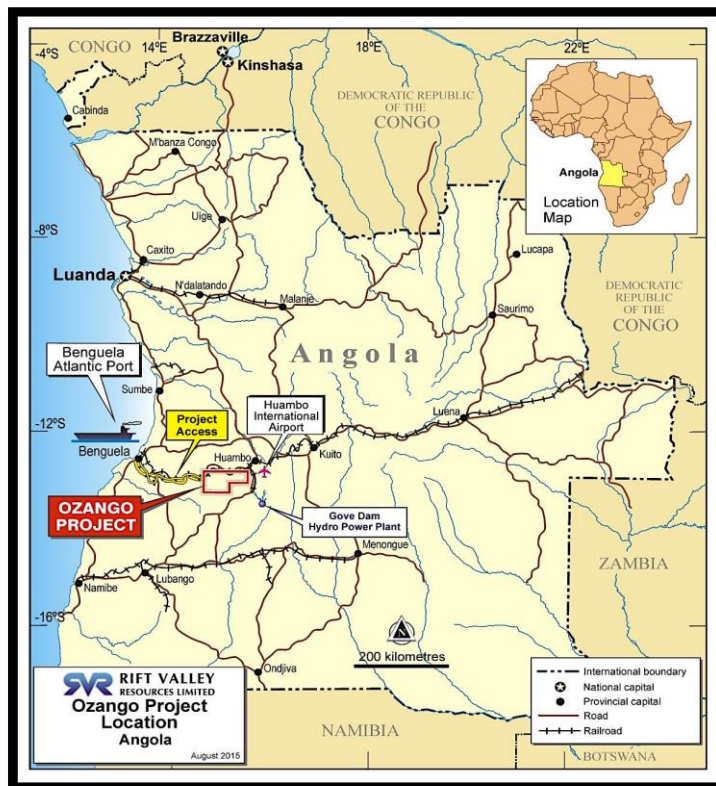 CONGO
14°E
Brazzaville
18°E
22°E
-4°S
Kinshasa
Cabinda
DEMOCRATIC REPUBLIC
OF THE
CONGO
M'banza Congo
Angola
Location
Map
Uige
-8°S
Caxito
Lucapa
Luanda
N'dalatando
Malanje
DEMOCRATIC
REPUBLIC
OF THE
CONGO
Saurimo
Benguela
Atlantic Port
Angola
Sumbe
Huambo
International
Airport
Luena
-12°S
Project
Access
Benguela
Huambo
Kuito
OZANGO
PROJECT
Gove Dam
Hydro Power Plant
Menongue
ZAMBIA
Namibe
Lubango
-16°S
N
200 kilometres
Ondjiva
SVR RIFT VALLEY
RESOURCES LIMITED
Ozango Project
Location
Angola
August 2015
NAMIBIA
International boundary
National capital
Provincial capital
Road
Railroad
BOTSWANA